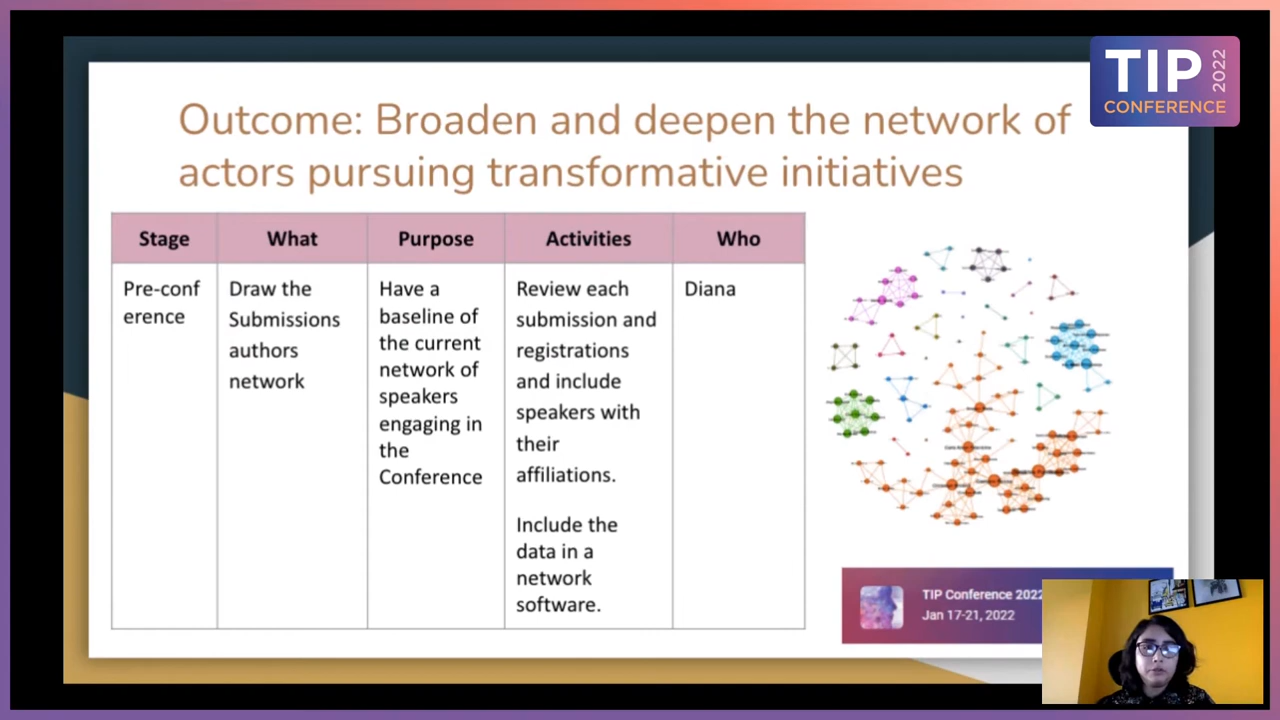 TIP 2022
CONFERENCE
Outcome: Broaden and deepen the network of
actors pursuing transformative initiatives
Stage
What
Purpose
Activities
Who
Pre-conf
erence
Draw the
Submissions
authors
network
Have a
baseline of
the current
network of
speakers
engaging in
the
Conference
Review each
submission and
registrations
and include
speakers with
their
affiliations.
Include the
data in a
network
software.
Diana
TIP Conference 2022
Jan 17-21, 2022